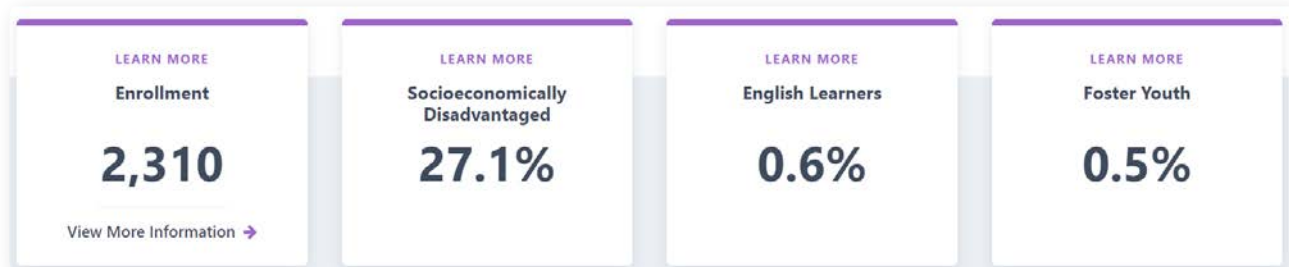 LEARN MORE
Enrollment
2,310
View More Information
LEARN MORE
Socioeconomically
Disadvantaged
27.1%
LEARN MORE
English Learners
0.6%
LEARN MORE
Foster Youth
0.5%